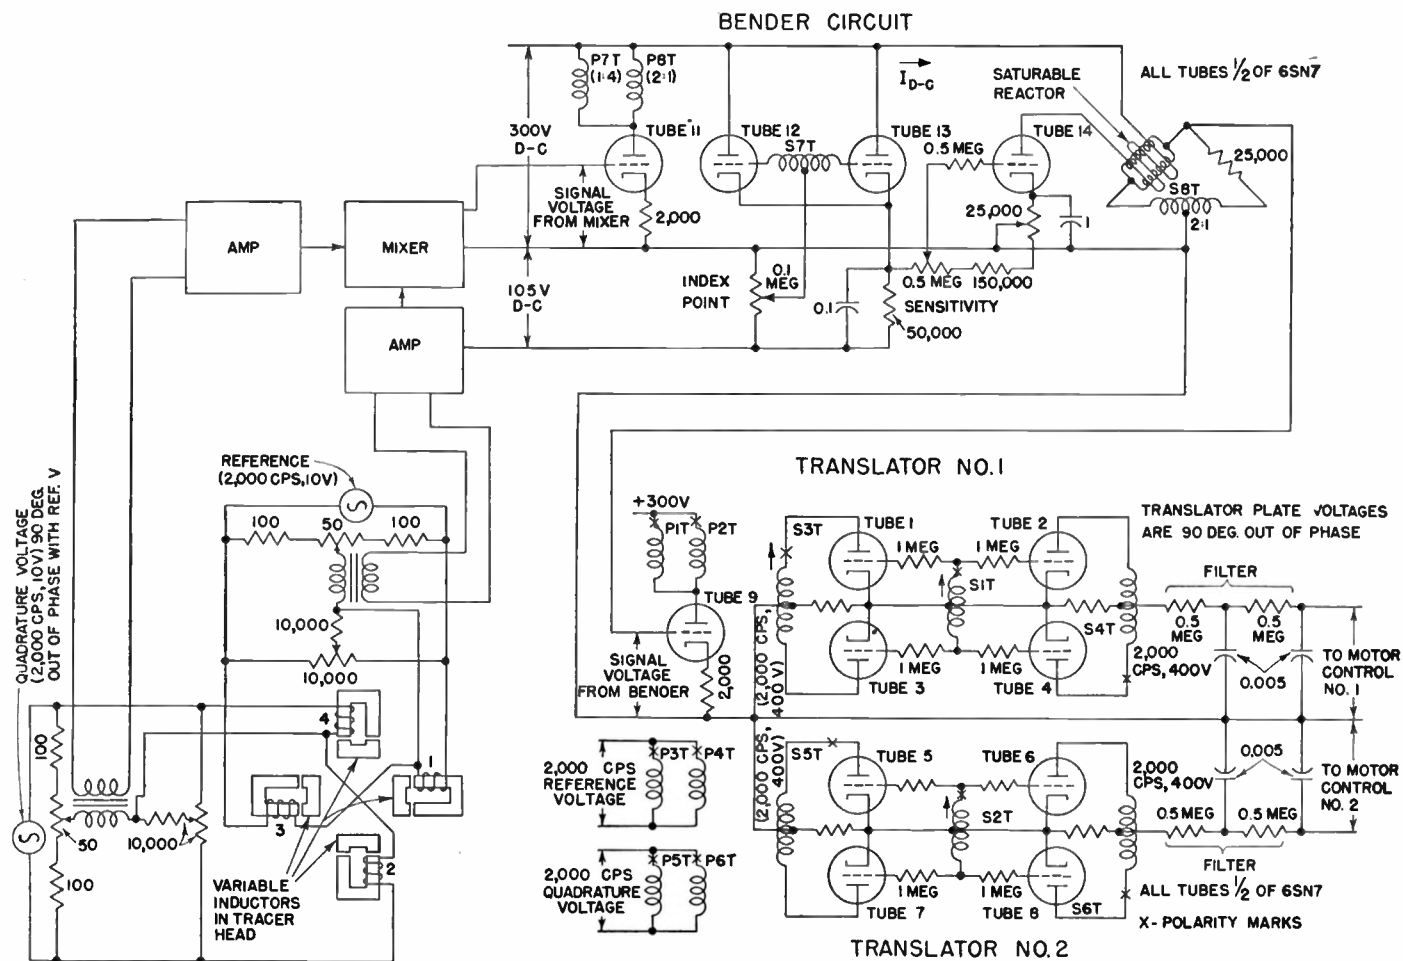 BENDER CIRCUIT
P7T
(1:4)
P8T
(2:1)
I D-C
SATURABLE
REACTOR
ALL TUBES 1/2 OF 6SN7
300V
D-C
TUBE 11
TUBE 12
S7T
TUBE 13
0.5 MEG
TUBE 14
25,000
S8T
2:1
SIGNAL
VOLTAGE
FROM MIXER
2,000
25,000
1
AMP
MIXER
105V
D-C
INDEX
POINT
0.1
MEG
0.1
0.5 MEG
150,000
SENSITIVITY
50,000
AMP
REFERENCE
(2,000 CPS, 10V)
100
50
100
10,000
10,000
QUADRATURE VOLTAGE
(2,000 CPS, 10V) 90 DEG.
OUT OF PHASE WITH REF. V
100
50
100
10,000
4
1
3
2
VARIABLE
INDUCTORS
IN TRACER
HEAD
TRANSLATOR NO. 1
+300V
P1T
P2T
TUBE 9
SIGNAL
VOLTAGE
FROM BENDER
2,000
S3T
TUBE 1
1 MEG
1 MEG
TUBE 2
S1T
S4T
TUBE 3
1 MEG
1 MEG
TUBE 4
(2,000 CPS,
400 V)
2,000
CPS, 400V
TRANSLATOR PLATE VOLTAGES
ARE 90 DEG. OUT OF PHASE
FILTER
0.5
MEG
0.5
MEG
0.005
TO MOTOR
CONTROL
NO. 1
2,000 CPS
REFERENCE
VOLTAGE
P3T
P4T
2,000 CPS
QUADRATURE
VOLTAGE
P5T
P6T
(2,000 CPS,
400V)
S5T
TUBE 5
TUBE 6
S2T
TUBE 7
1 MEG
1 MEG
TUBE 8
S6T
2,000
CPS, 400V
0.005
TO MOTOR
CONTROL
NO. 2
0.5 MEG
0.5 MEG
FILTER
ALL TUBES 1/2 OF 6SN7
X- POLARITY MARKS
TRANSLATOR NO. 2